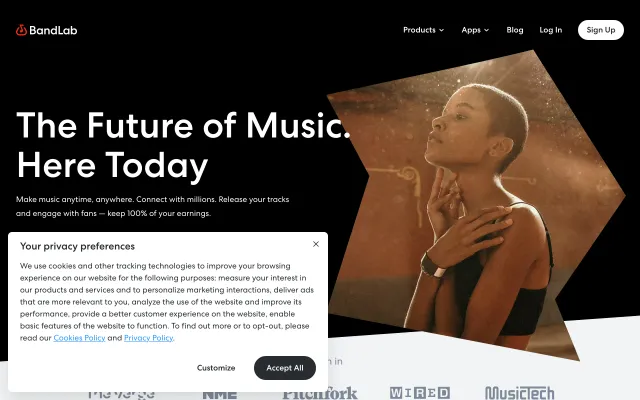 BandLab
Products
Apps
Blog
Log In
Sign Up
The Future of Music.
Here Today
Make music anytime, anywhere. Connect with millions. Release your tracks
and engage with fans — keep 100% of your earnings.
Your privacy preferences
We use cookies and other tracking technologies to improve your browsing
experience on our website for the following purposes: measure your interest in
our products and services and to personalize marketing interactions, deliver ads
that are more relevant to you, analyze the use of the website and improve its
performance, provide a better customer experience on the website, enable
basic features of the website to function. To find out more or to opt-out, please
read our Cookies Policy and Privacy Policy.
Customize
Accept All
in
NME
Pitchfork
WIRED
MusicTech